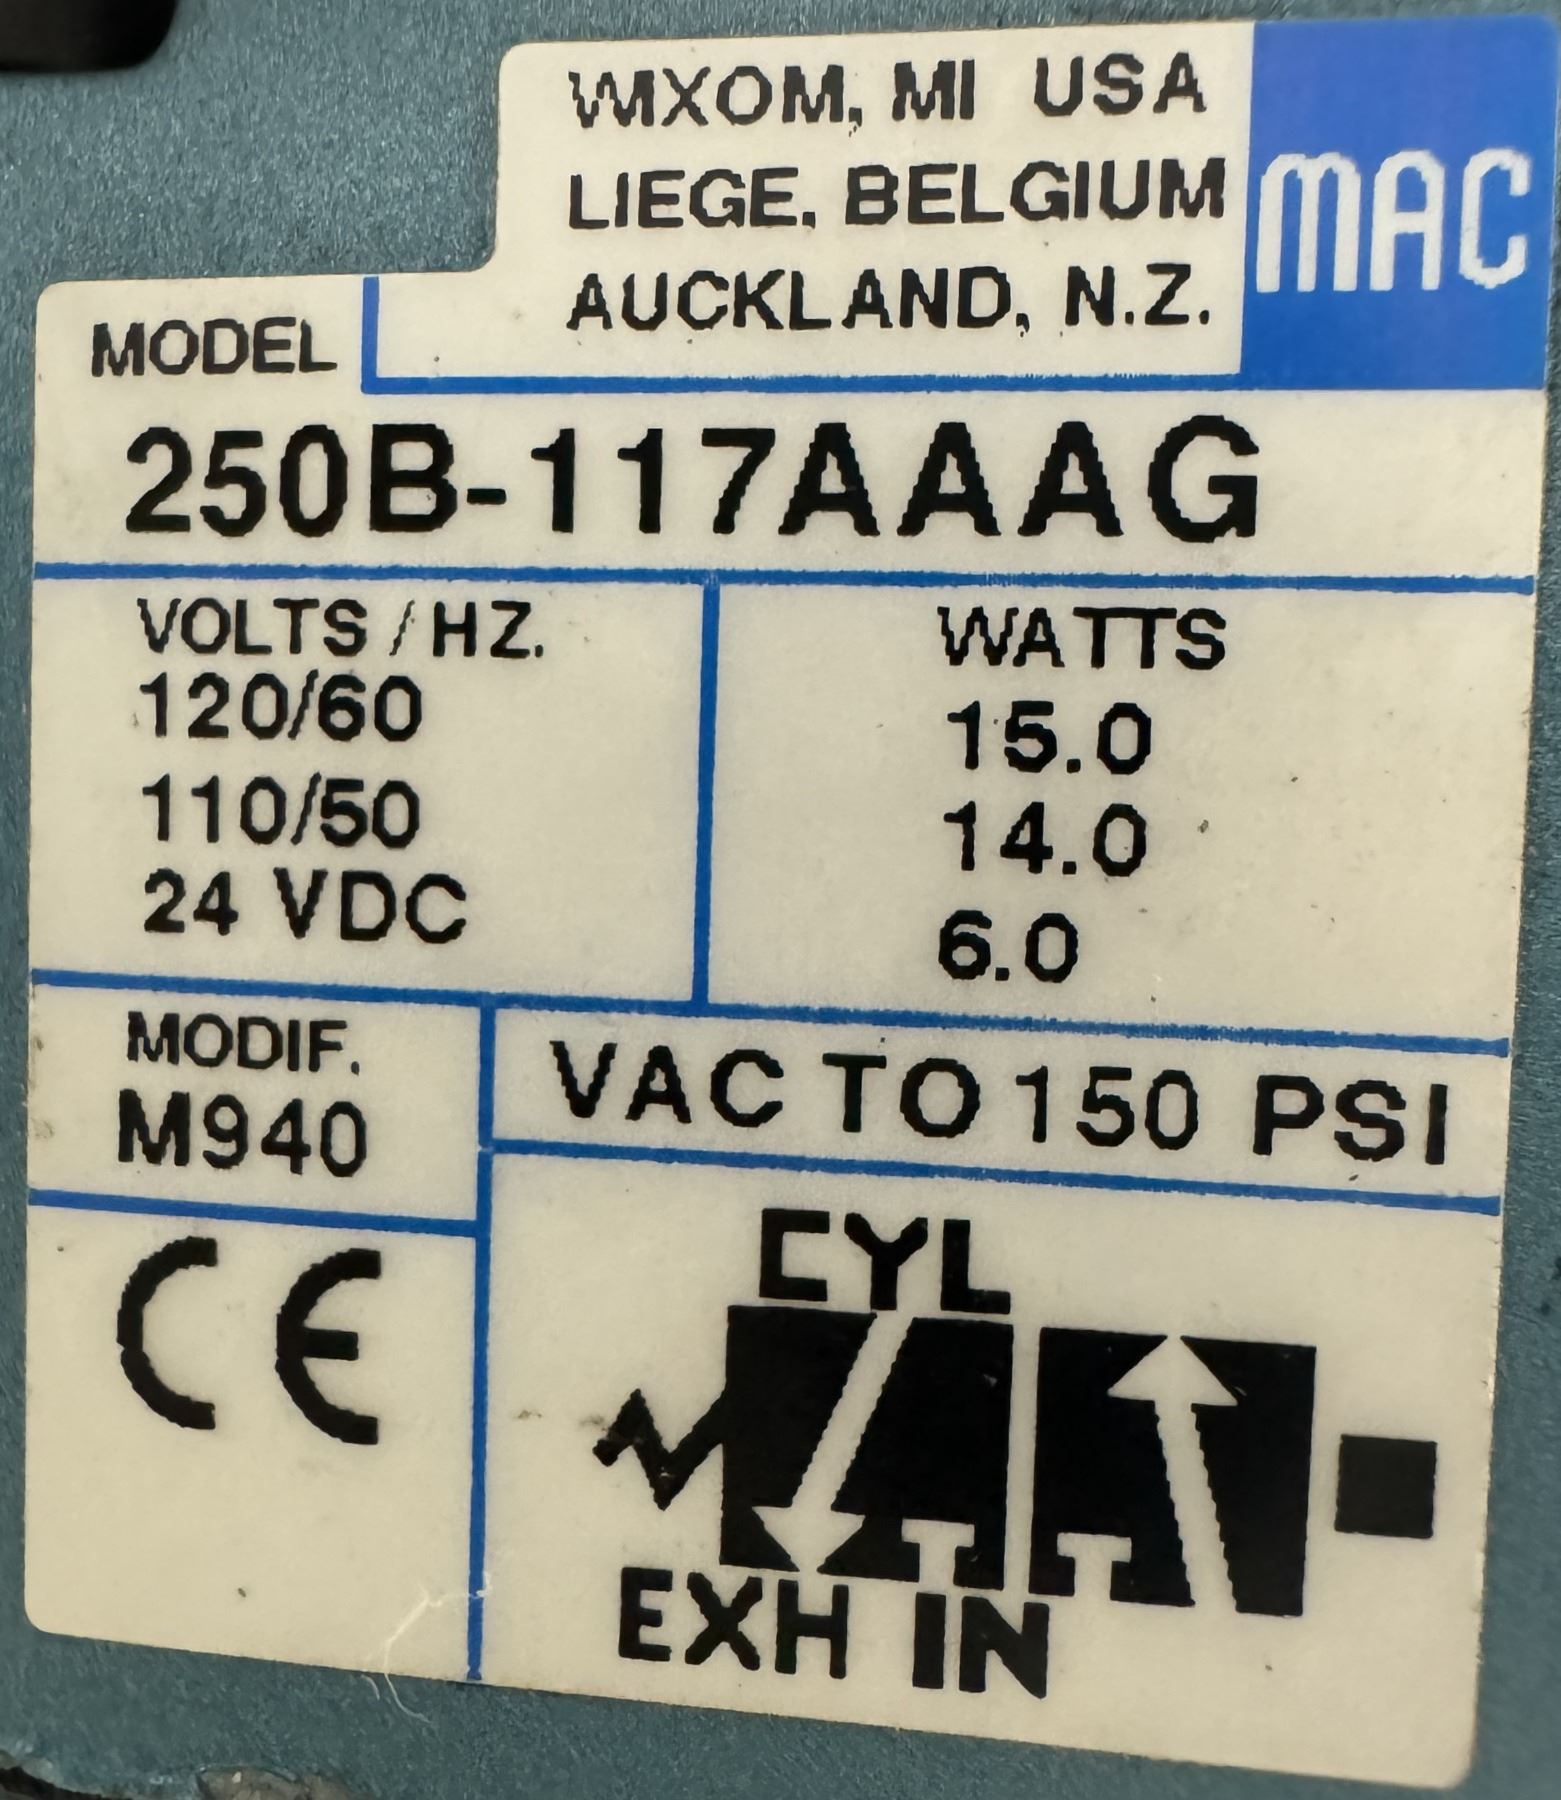 WIXOM, MI USA
LIEGE, BELGIUM
AUCKLAND, N.Z.
MAC
MODEL
250B-117AAAG
VOLTS/HZ.
120/60
110/50
24 VDC
WATTS
15.0
14.0
6.0
MODIF.
M940
VAC TO 150 PSI
CE
CYL
EXH IN